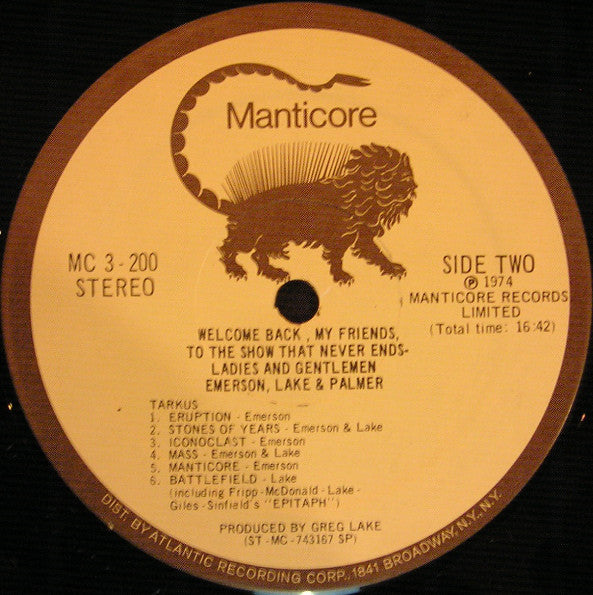 Manticore
MC 3-200
STEREO
SIDE TWO
℗ 1974
MANTICORE RECORDS
LIMITED
(Total time: 16:42)
WELCOME BACK , MY FRIENDS,
TO THE SHOW THAT NEVER ENDS-
LADIES AND GENTLEMEN
EMERSON, LAKE & PALMER
TARKUS
1. ERUPTION - Emerson
2. STONES OF YEARS - Emerson & Lake
3. ICONOCLAST - Emerson
4. MASS - Emerson & Lake
5. MANTICORE - Emerson
6. BATTLEFIELD - Lake
(including Fripp-McDonald-Lake-
Giles-Sinfield's "EPITAPH")
PRODUCED BY GREG LAKE
(ST-MC-743167 SP)
DIST. BY ATLANTIC RECORDING CORP., 1841 BROADWAY, N.Y., N.Y.